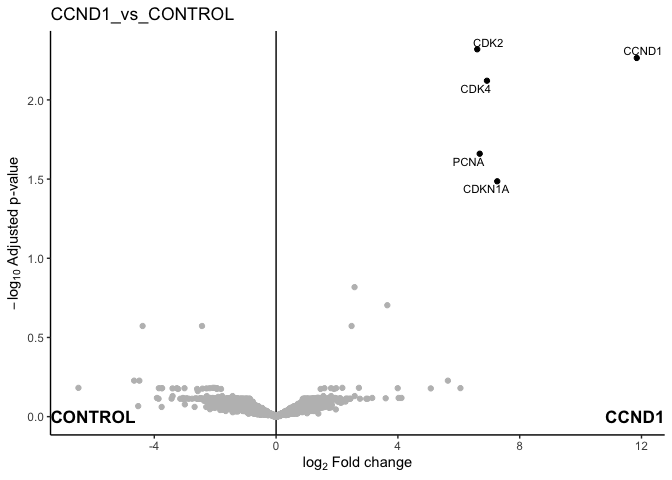 CCND1_vs_CONTROL
CDK2
CCND1
CDK4
PCNA
CDKN1A
2.0
1.5
1.0
0.5
0.0
−log₁₀ Adjusted p-value
CONTROL
CCND1
-4
0
4
8
12
log₂ Fold change